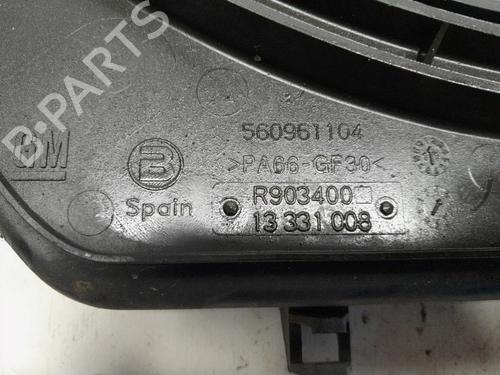 B-PARTS
560961104
GM
>PA66-GF30<
B
R903400
Spain
13 331 008